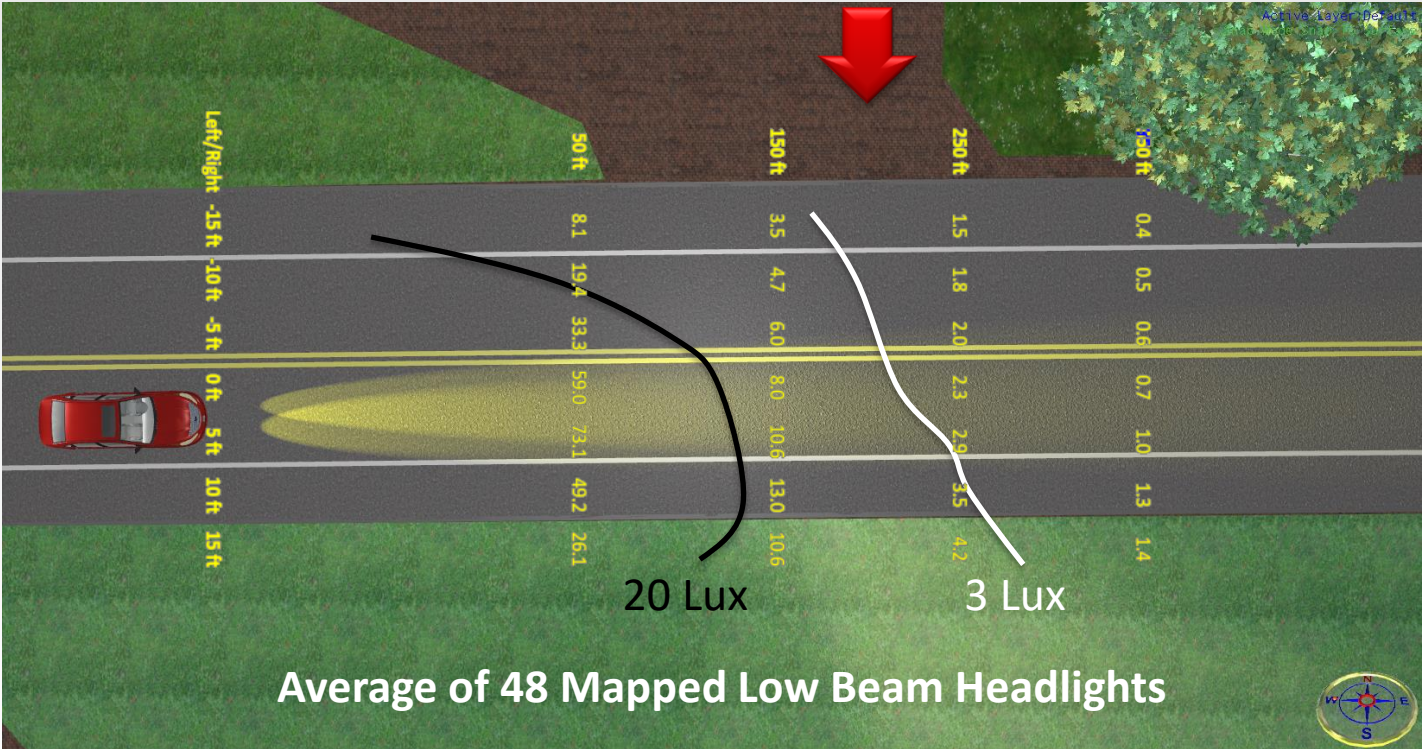 Active Layer:Default
Left/Right -15 ft -10 ft -5 ft 0 ft 5 ft 10 ft 15 ft
50 ft 8.1 19.4 33.3 59.0 73.1 49.2 26.1
150 ft 3.5 4.7 6.0 8.0 10.6 13.0 10.6
250 ft 1.5 1.8 2.0 2.3 2.9 3.5 4.2
0.4 0.5 0.6 0.7 1.0 1.3 1.4
20 Lux
3 Lux
Average of 48 Mapped Low Beam Headlights
N
W E
S